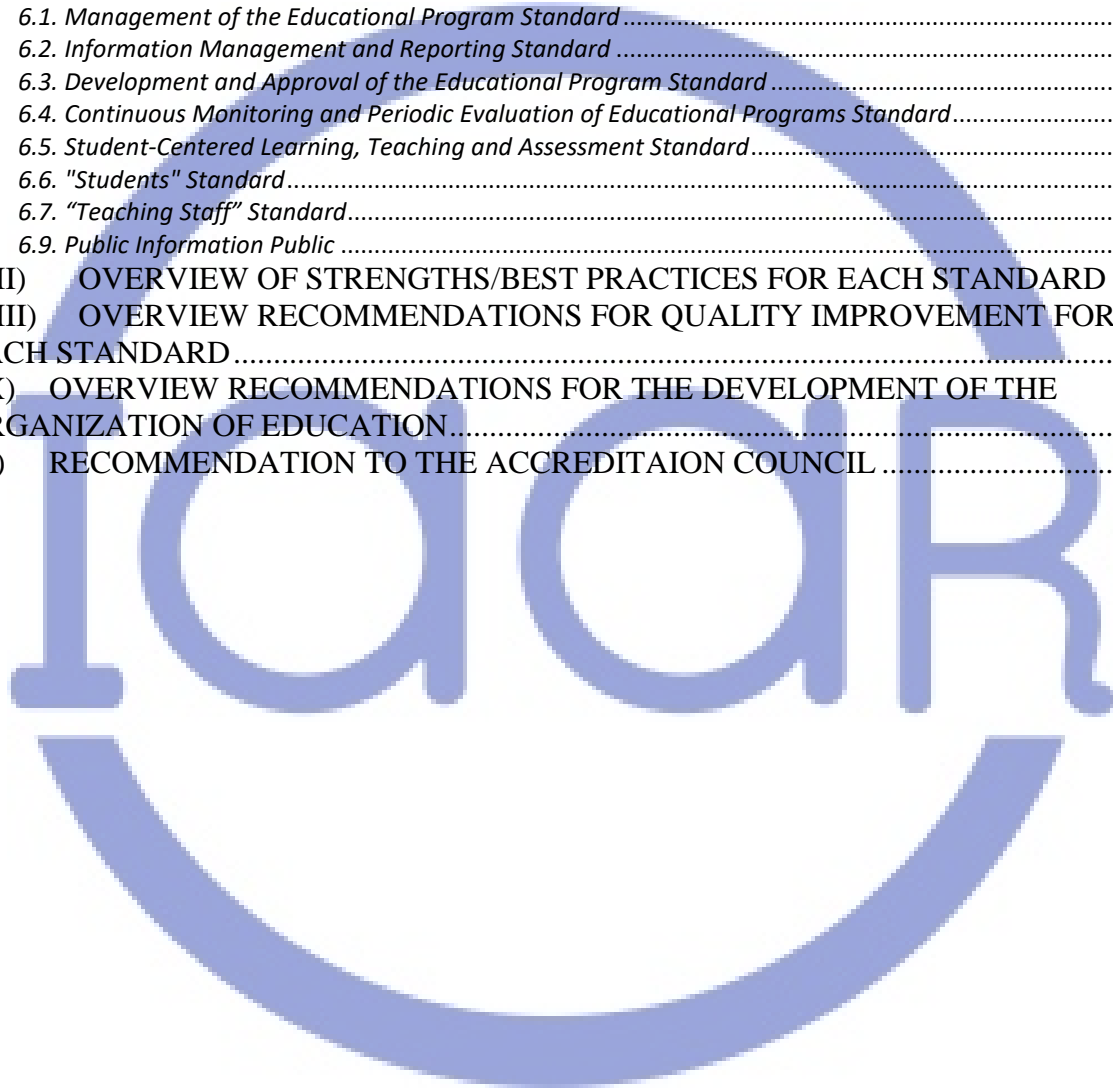 6.1. Management of the Educational Program Standard
6.2. Information Management and Reporting Standard
6.3. Development and Approval of the Educational Program Standard
6.4. Continuous Monitoring and Periodic Evaluation of Educational Programs Standard
6.5. Student-Centered Learning, Teaching and Assessment Standard
6.6. "Students" Standard
6.7. “Teaching Staff” Standard
6.9. Public Information Public
II) OVERVIEW OF STRENGTHS/BEST PRACTICES FOR EACH STANDARD
III) OVERVIEW RECOMMENDATIONS FOR QUALITY IMPROVEMENT FOR
ACH STANDARD
X) OVERVIEW RECOMMENDATIONS FOR THE DEVELOPMENT OF THE
RGANIZATION OF EDUCATION
) RECOMMENDATION TO THE ACCREDITAION COUNCIL
IaaR